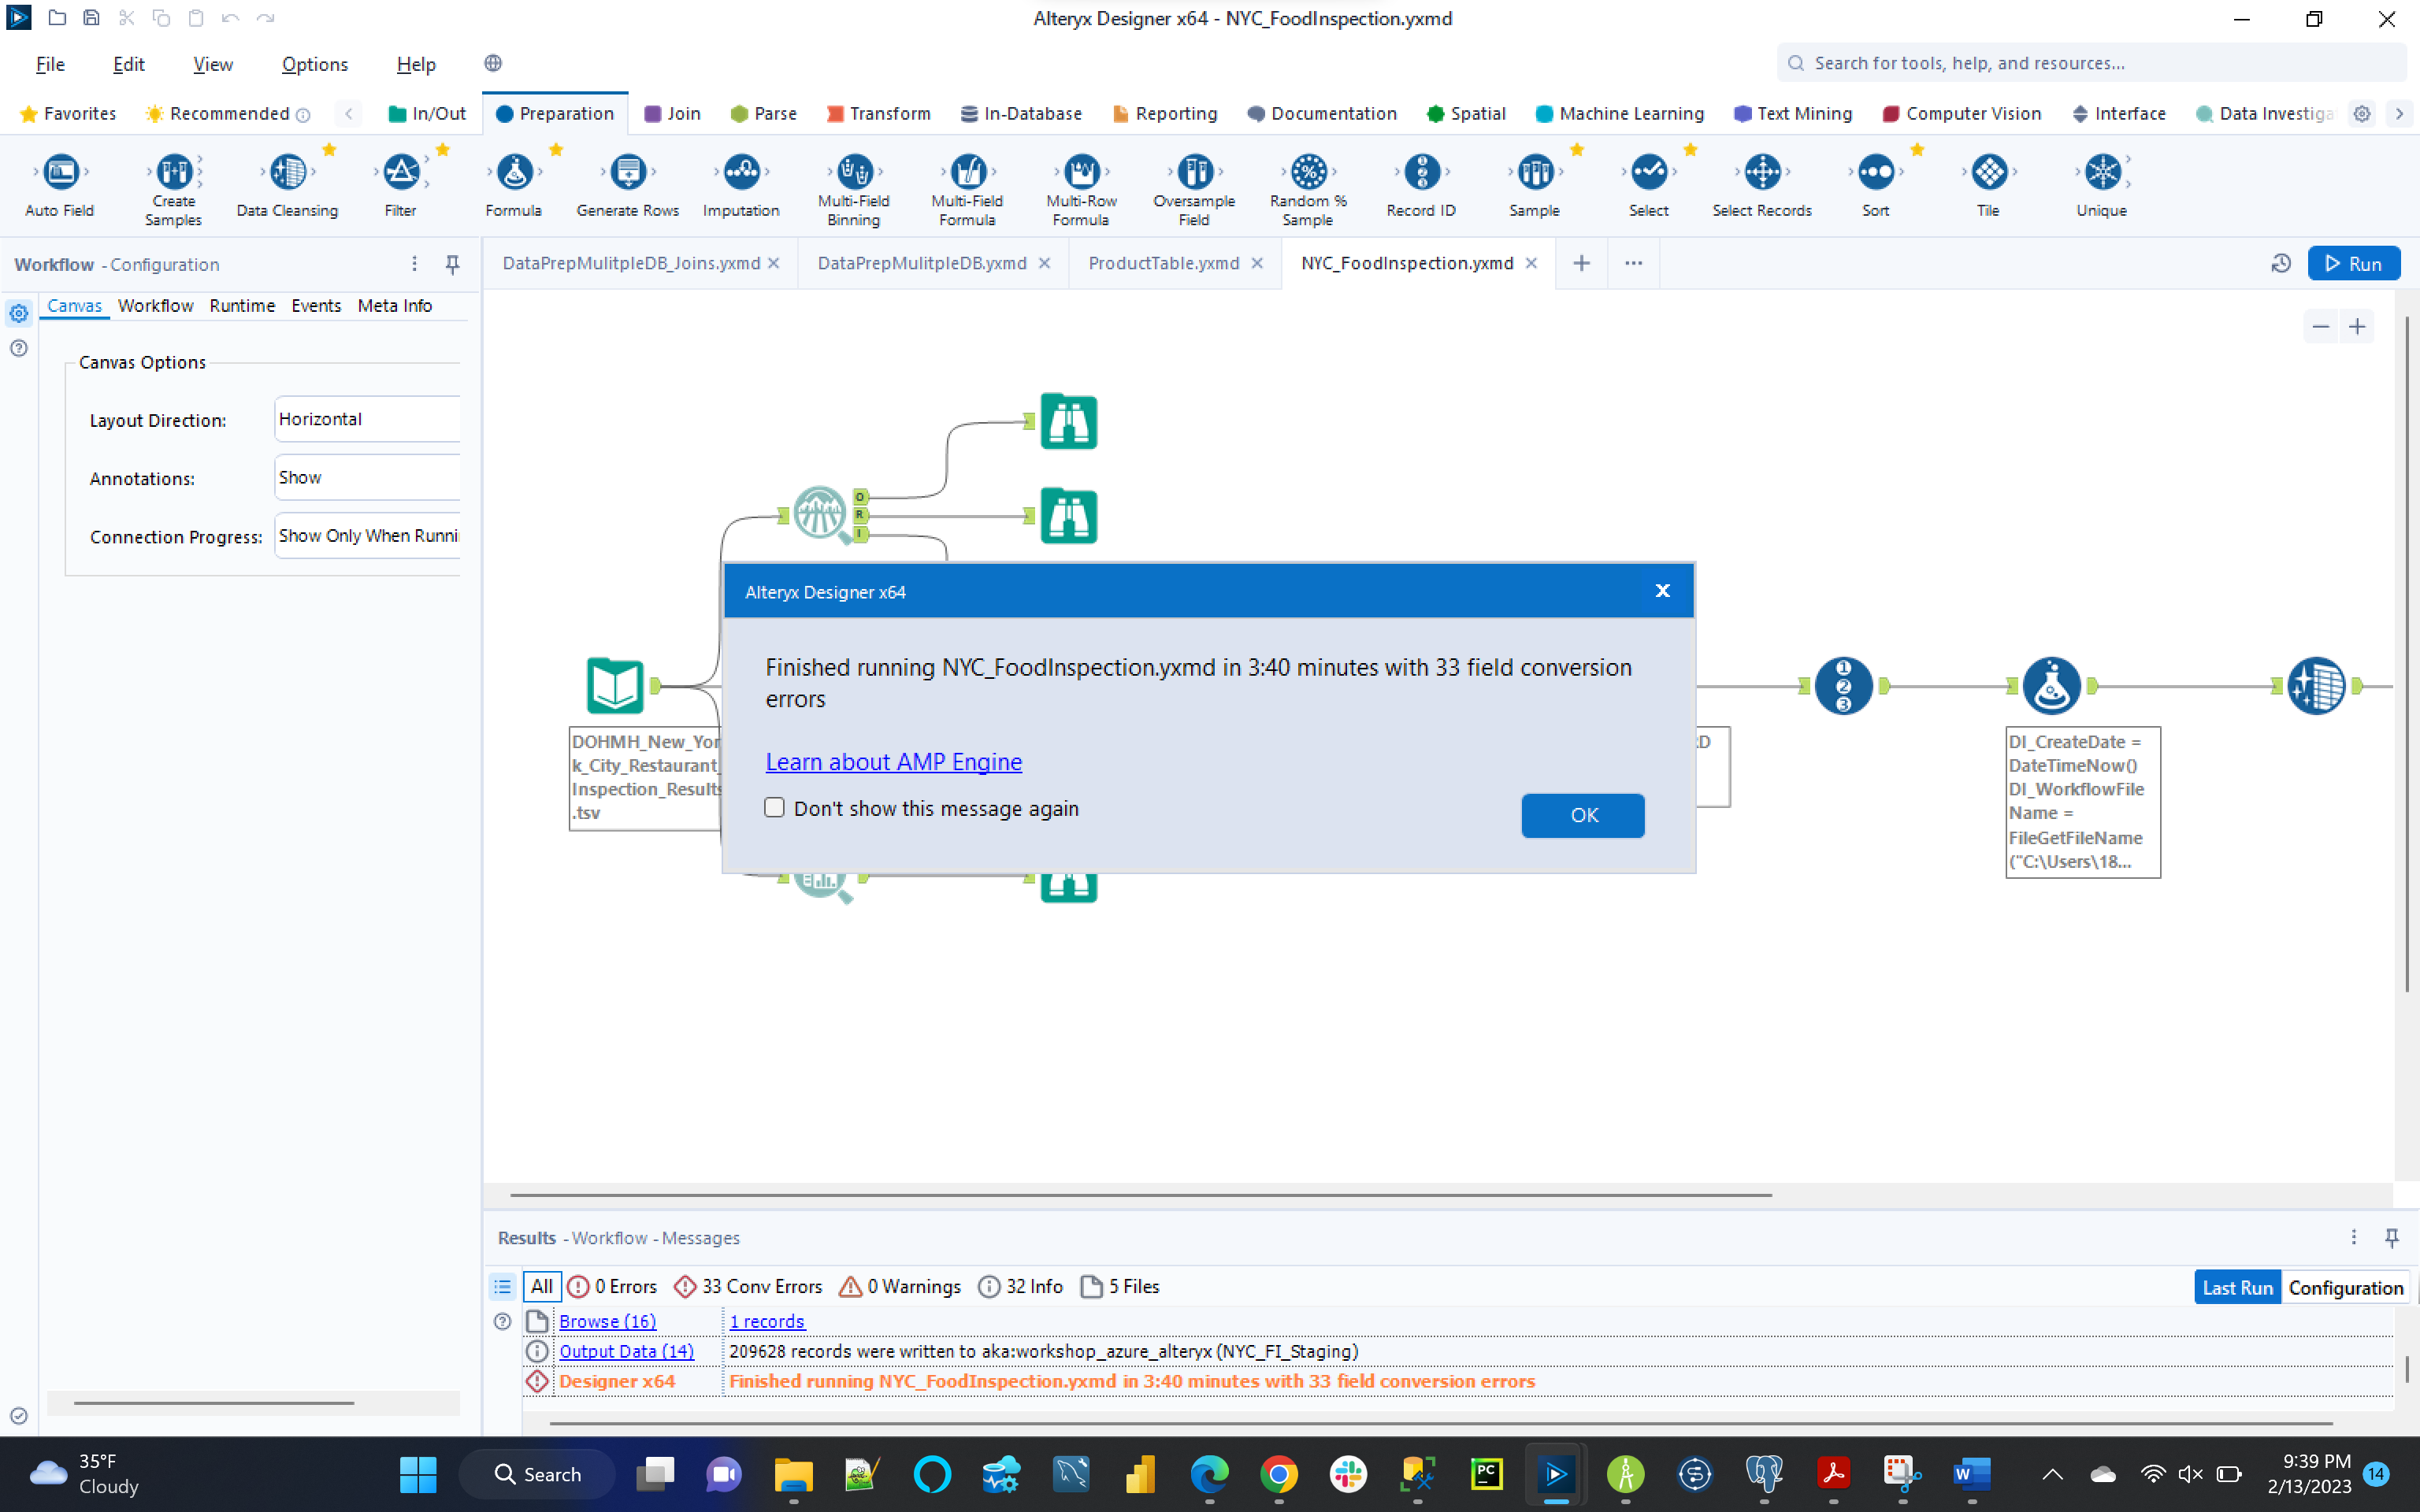 Alteryx Designer x64 - NYC_FoodInspection.yxmd
File Edit View Options Help
Search for tools, help, and resources...
Favorites Recommended In/Out Preparation Join Parse Transform In-Database Reporting Documentation Spatial Machine Learning Text Mining Computer Vision Interface Data Investiga
Auto Field
Create
Samples
Data Cleansing
Filter
Formula
Generate Rows
Imputation
Multi-Field
Binning
Multi-Field
Formula
Multi-Row
Formula
Oversample
Field
Random %
Sample
Record ID
Sample
Select
Select Records
Sort
Tile
Unique
Workflow - Configuration
DataPrepMulitpleDB_Joins.yxmd DataPrepMulitpleDB.yxmd ProductTable.yxmd NYC_FoodInspection.yxmd
Run
Canvas Workflow Runtime Events Meta Info
Canvas Options
Layout Direction: Horizontal
Annotations: Show
Connection Progress: Show Only When Runni
O
R
I
Alteryx Designer x64
X
Finished running NYC_FoodInspection.yxmd in 3:40 minutes with 33 field conversion
errors
Learn about AMP Engine
Don't show this message again
OK
DOHMH_New_Yor
k_City_Restaurant_
Inspection_Results
.tsv
D
1
2
3
DI_CreateDate =
DateTimeNow()
DI_WorkflowFile
Name =
FileGetFileName
("C:\Users\18...
Results - Workflow - Messages
All 0 Errors 33 Conv Errors 0 Warnings 32 Info 5 Files
Last Run Configuration
Browse (16) 1 records
Output Data (14) 209628 records were written to aka:workshop_azure_alteryx (NYC_FI_Staging)
Designer x64 Finished running NYC_FoodInspection.yxmd in 3:40 minutes with 33 field conversion errors
35°F
Cloudy
Search
PC
W
9:39 PM
2/13/2023
14